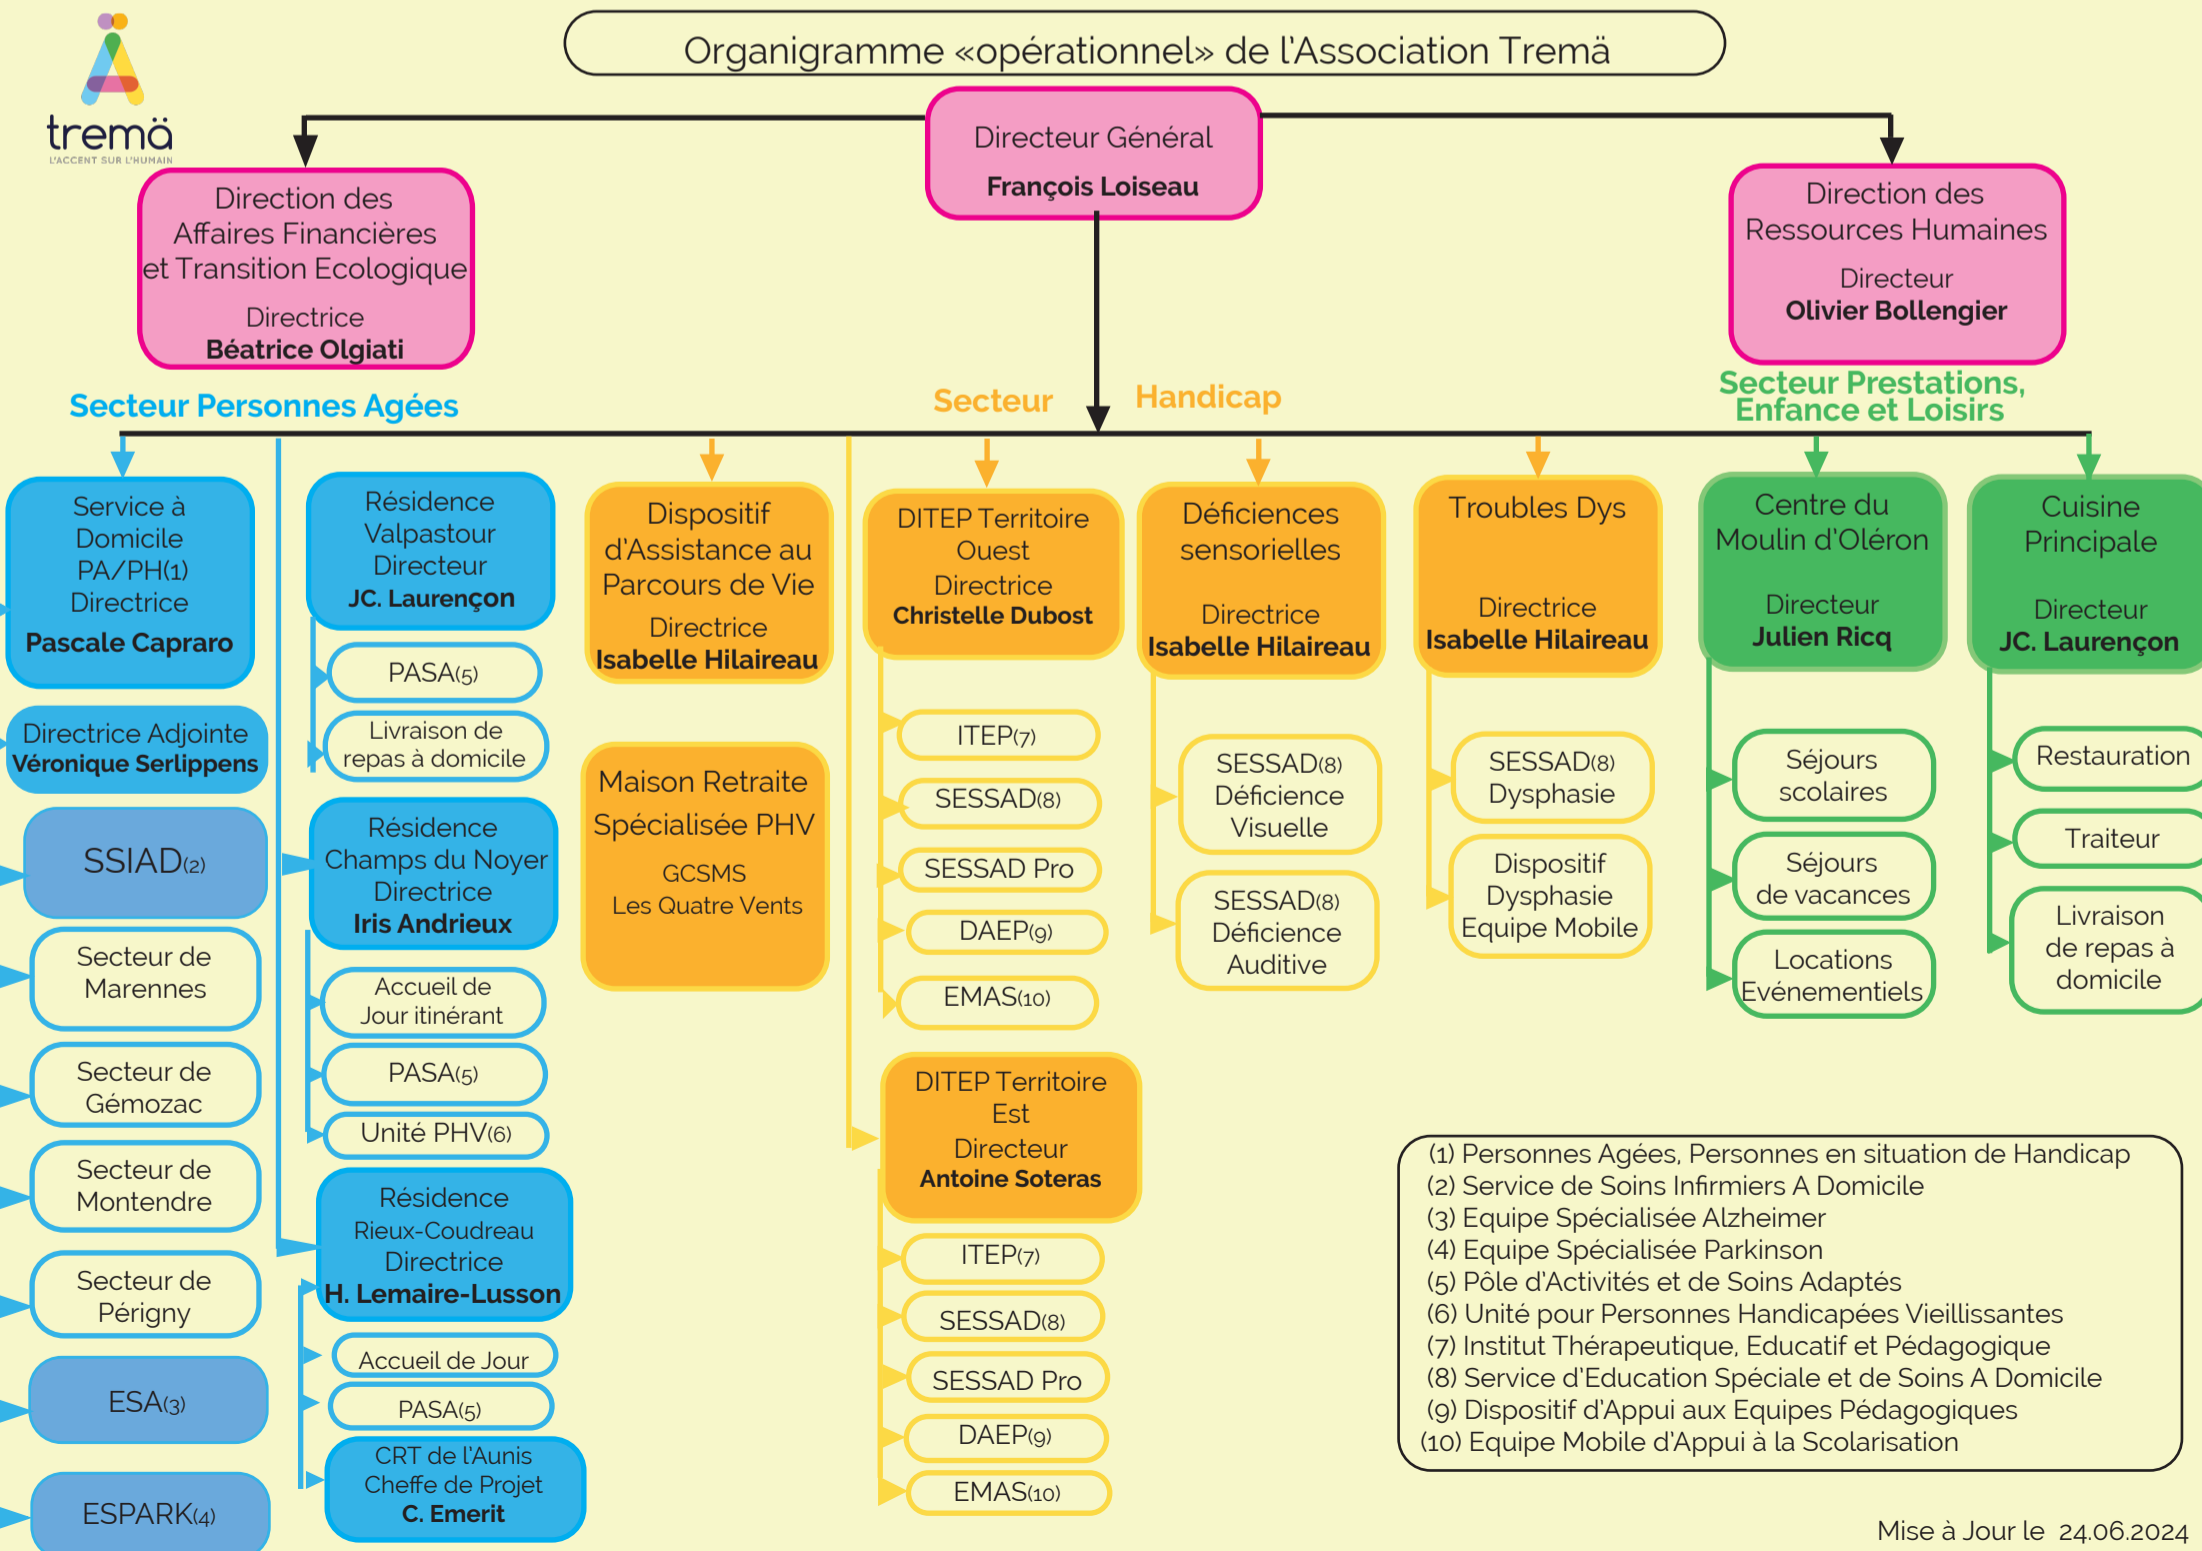 Organigramme «opérationnel» de l'Association Tremä
tremä
L'ACCENT SUR L'HUMAIN
Directeur Général
François Loiseau
Direction des
Affaires Financières
et Transition Ecologique
Directrice
Béatrice Olgiati
Direction des
Ressources Humaines
Directeur
Olivier Bollengier
Secteur Personnes Agées
Secteur Handicap
Secteur Prestations,
Enfance et Loisirs
Service à
Domicile
PA/PH(1)
Directrice
Pascale Capraro
Directrice Adjointe
Véronique Serlippens
SSIAD(2)
Secteur de
Marennes
Secteur de
Gémozac
Secteur de
Montendre
Secteur de
Périgny
ESA(3)
ESPARK(4)
Résidence
Valpastour
Directeur
JC. Laurençon
PASA(5)
Livraison de
repas à domicile
Résidence
Champs du Noyer
Directrice
Iris Andrieux
Accueil de
Jour itinérant
PASA(5)
Unité PHV(6)
Résidence
Rieux-Coudreau
Directrice
H. Lemaire-Lusson
Accueil de Jour
PASA(5)
CRT de l'Aunis
Cheffe de Projet
C. Emerit
Dispositif
d'Assistance au
Parcours de Vie
Directrice
Isabelle Hilaireau
Maison Retraite
Spécialisée PHV
GCSMS
Les Quatre Vents
DITEP Territoire
Ouest
Directrice
Christelle Dubost
ITEP(7)
SESSAD(8)
SESSAD Pro
DAEP(9)
EMAS(10)
DITEP Territoire
Est
Directeur
Antoine Soteras
ITEP(7)
SESSAD(8)
SESSAD Pro
DAEP(9)
EMAS(10)
Déficiences
sensorielles
Directrice
Isabelle Hilaireau
SESSAD(8)
Déficience
Visuelle
SESSAD(8)
Déficience
Auditive
Troubles Dys
Directrice
Isabelle Hilaireau
SESSAD(8)
Dysphasie
Dispositif
Dysphasie
Equipe Mobile
Centre du
Moulin d'Oléron
Directeur
Julien Ricq
Séjours
scolaires
Séjours
de vacances
Locations
Evénementiels
Cuisine
Principale
Directeur
JC. Laurençon
Restauration
Traiteur
Livraison
de repas à
domicile
(1) Personnes Agées, Personnes en situation de Handicap
(2) Service de Soins Infirmiers A Domicile
(3) Equipe Spécialisée Alzheimer
(4) Equipe Spécialisée Parkinson
(5) Pôle d'Activités et de Soins Adaptés
(6) Unité pour Personnes Handicapées Vieillissantes
(7) Institut Thérapeutique, Educatif et Pédagogique
(8) Service d'Education Spéciale et de Soins A Domicile
(9) Dispositif d'Appui aux Equipes Pédagogiques
(10) Equipe Mobile d'Appui à la Scolarisation
Mise à Jour le 24.06.2024